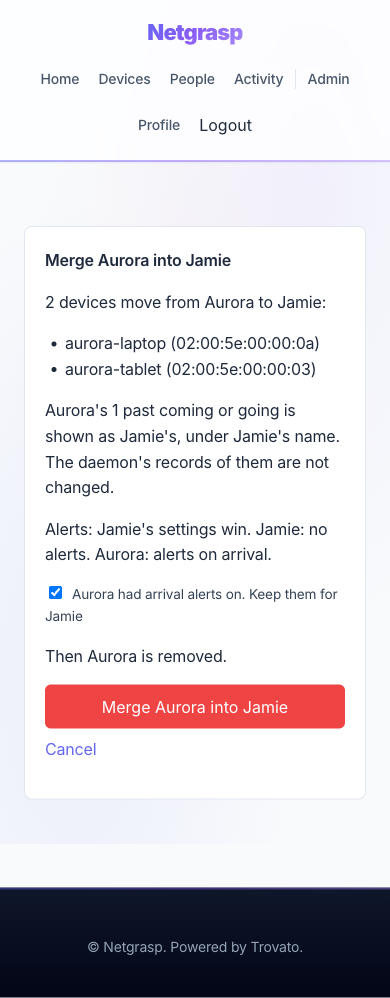 Netgrasp
Home Devices People Activity Admin
Profile Logout
Merge Aurora into Jamie
2 devices move from Aurora to Jamie:
• aurora-laptop (02:00:5e:00:00:0a)
• aurora-tablet (02:00:5e:00:00:03)
Aurora's 1 past coming or going is
shown as Jamie's, under Jamie's name.
The daemon's records of them are not
changed.
Alerts: Jamie's settings win. Jamie: no
alerts. Aurora: alerts on arrival.
Aurora had arrival alerts on. Keep them for
Jamie
Then Aurora is removed.
Merge Aurora into Jamie
Cancel
© Netgrasp. Powered by Trovato.